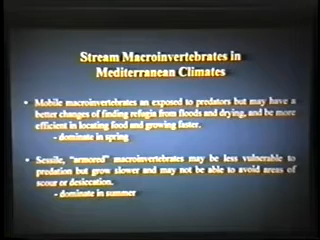 Stream Macroinvertebrates in
Mediterranean Climates
• Mobile macroinvertebrates an exposed to predators but may have a
better changes of finding refugia from floods and drying, and be more
efficient in locating food and growing faster.
- dominate in spring
• Sessile, "armored" macroinvertebrates may be less vulnerable to
predation but grow slower and may not be able to avoid areas of
scour or desiccation.
- dominate in summer